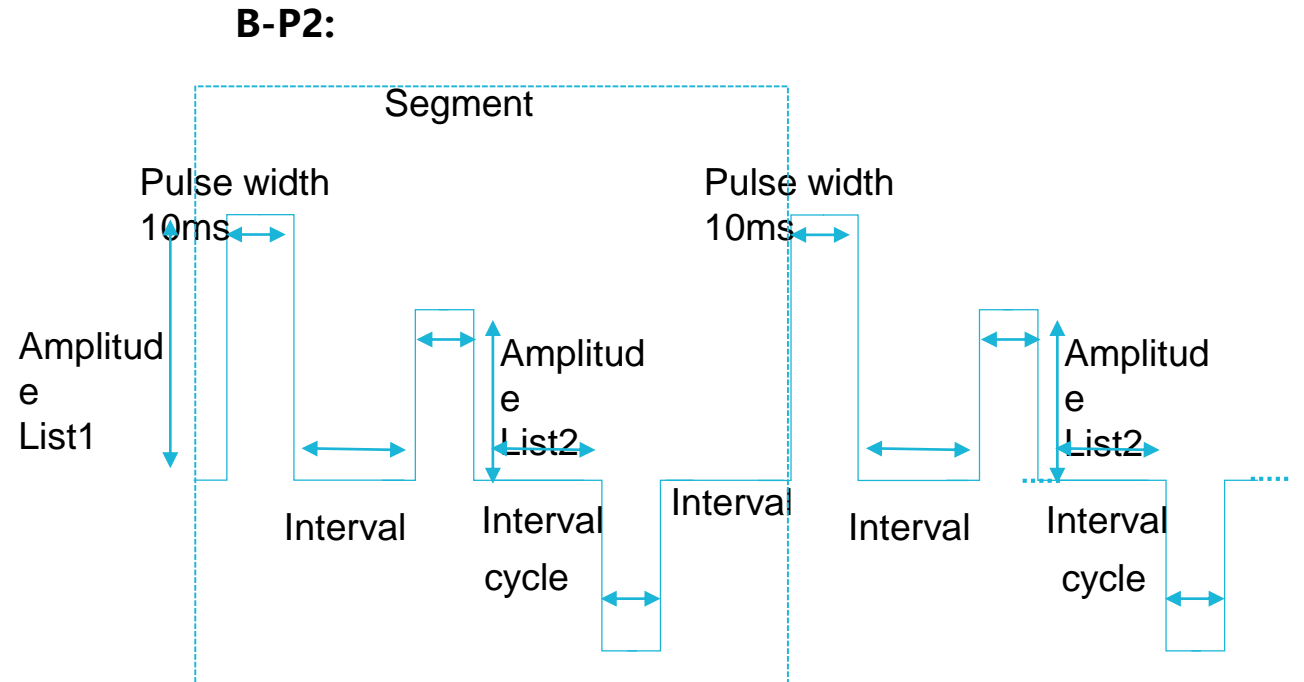 B-P2:
Segment
Pulse width
10ms
Pulse width
10ms
Amplitud
e
List1
Amplitud
e
List2
Amplitud
e
List2
Interval
Interval
cycle
Interval
Interval
Interval
cycle